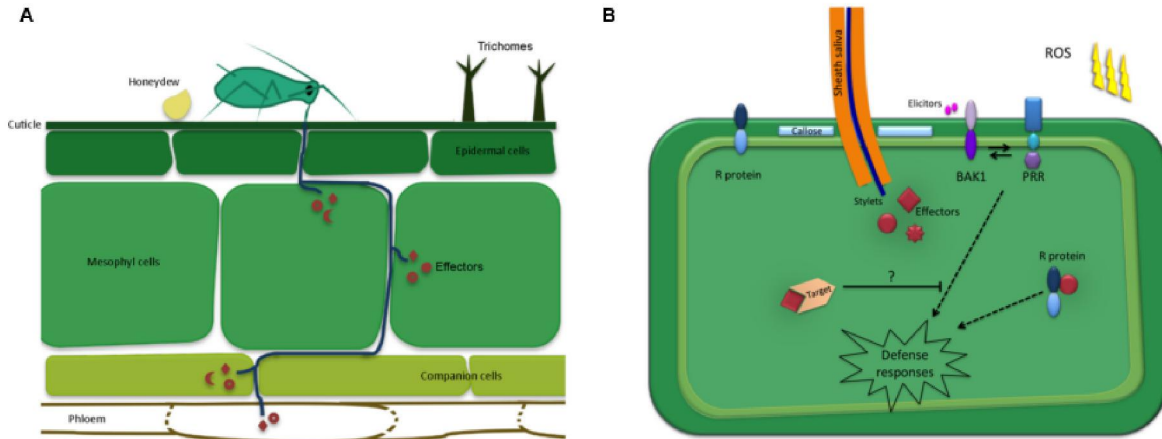 A
Trichomes
Honeydew
Cuticle
Epidermal cells
Mesophyl cells
Effectors
Companion cells
Phloem
B
Sheath saliva
ROS
Elicitors
Callose
R protein
BAK1
PRR
Stylets
Effectors
R protein
?
Target
Defense
responses